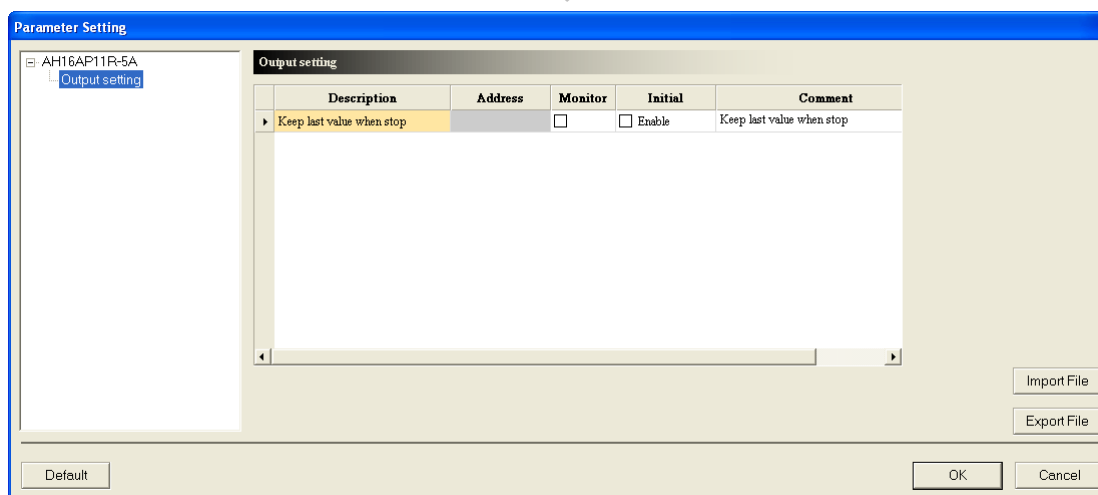 Parameter Setting
AH16AP11R-5A
Output setting
Output setting
Description Address Monitor Initial Comment
Keep last value when stop Enable Keep last value when stop
Import File
Export File
Default OK Cancel